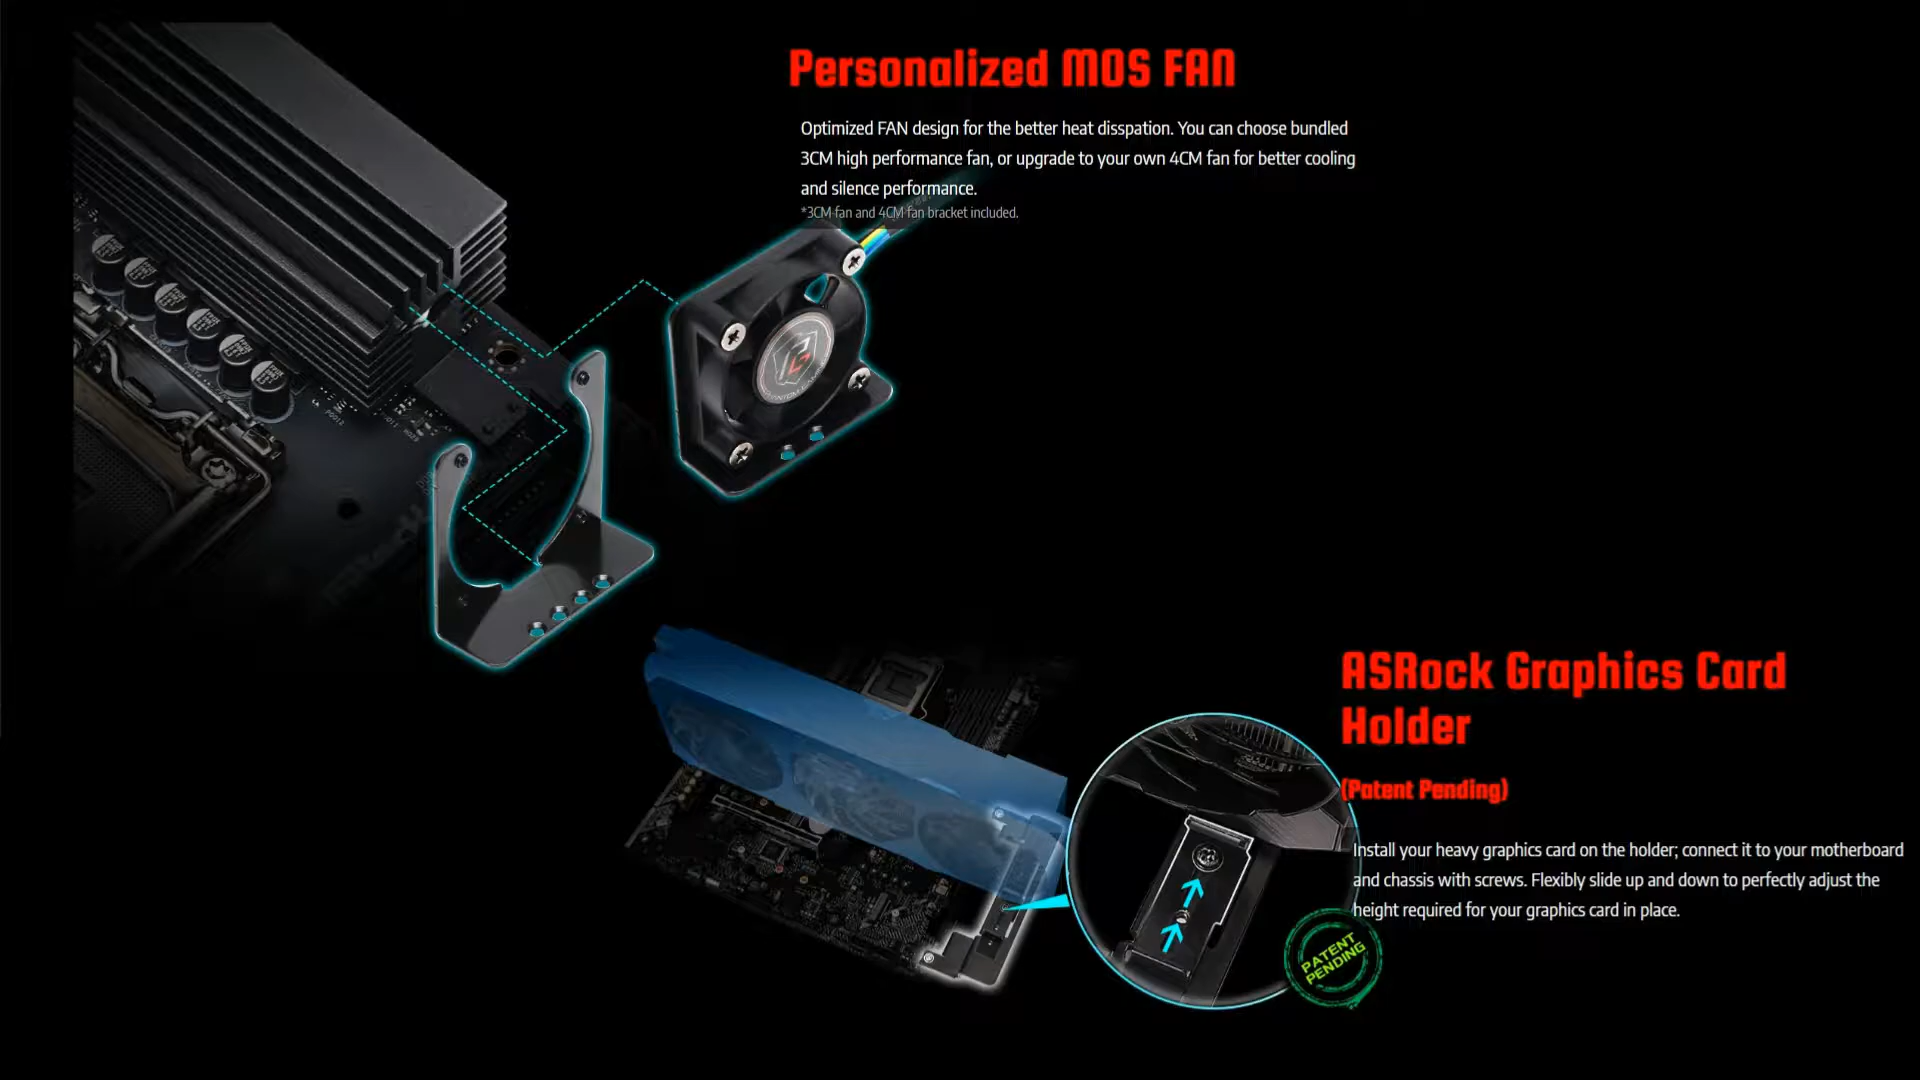 Personalized MOS FAN
Optimized FAN design for the better heat disspation. You can choose bundled
3CM high performance fan, or upgrade to your own 4CM fan for better cooling
and silence performance.
*3CM fan and 4CM fan bracket included.
ASRock Graphics Card
Holder
(Patent Pending)
Install your heavy graphics card on the holder; connect it to your motherboard
and chassis with screws. Flexibly slide up and down to perfectly adjust the
height required for your graphics card in place.
PATENT
PENDING